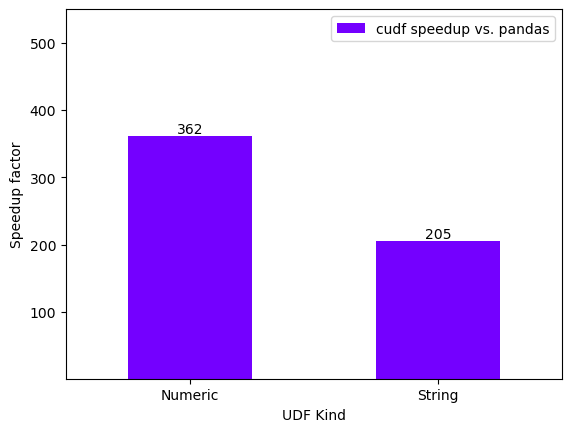 cudf speedup vs. pandas
500
400
300
200
100
Speedup factor
362
205
Numeric
String
UDF Kind